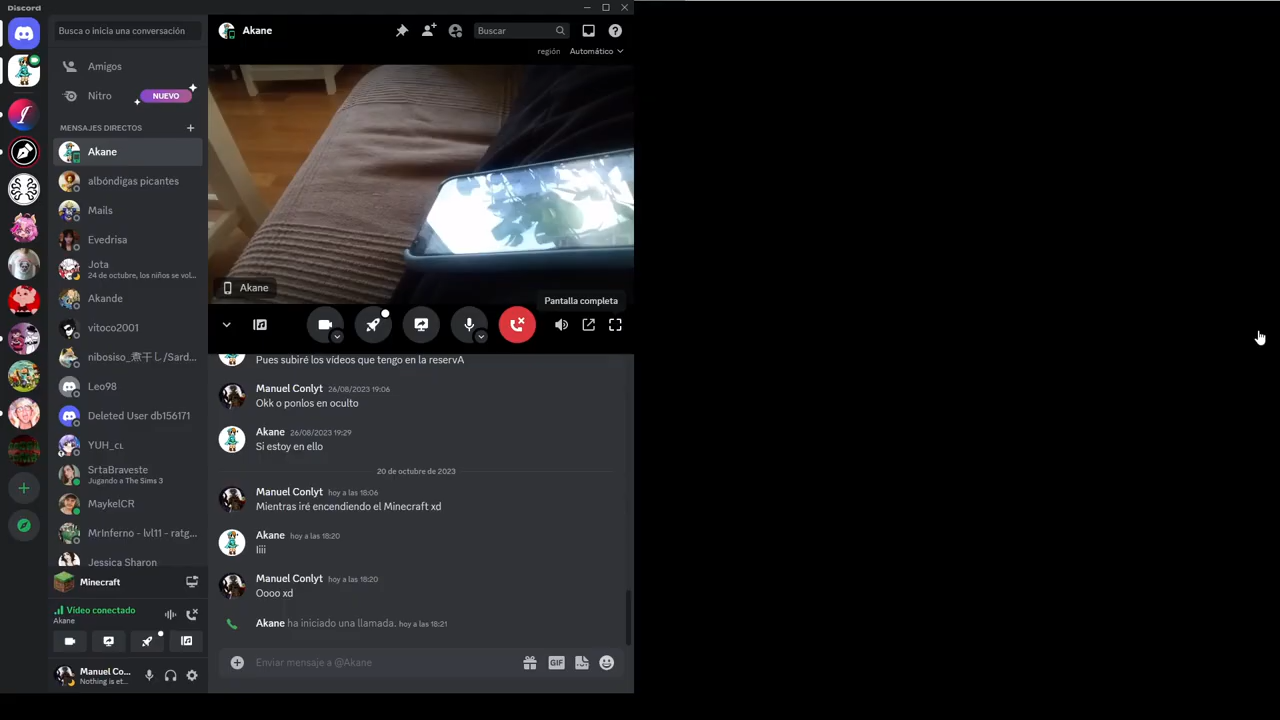 Discord
Busca o inicia una conversación
Amigos
Nitro
NUEVO
MENSAJES DIRECTOS
Akane
albóndigas picantes
Mails
Evedrisa
Jota
24 de octubre, los niños se vol...
Akande
vitoco2001
nibosiso_煮干し/Sard...
Leo98
Deleted User db156171
YUH_CL
SrtaBraveste
Jugando a The Sims 3
MaykelCR
MrInferno - lvl11 - ratg...
Jessica Sharon
Minecraft
Vídeo conectado
Akane
Manuel Co...
Nothing is et...
Akane
Buscar
región
Automático
Akane
Pantalla completa
Pues subiré los vídeos que tengo en la reservA
Manuel Conlyt 26/08/2023 19:06
Okk o ponlos en oculto
Akane 26/08/2023 19:29
Si estoy en ello
20 de octubre de 2023
Manuel Conlyt hoy a las 18:06
Mientras iré encendiendo el Minecraft xd
Akane hoy a las 18:20
Iiii
Manuel Conlyt hoy a las 18:20
Oooo xd
Akane ha iniciado una llamada. hoy a las 18:21
Enviar mensaje a @Akane
GIF